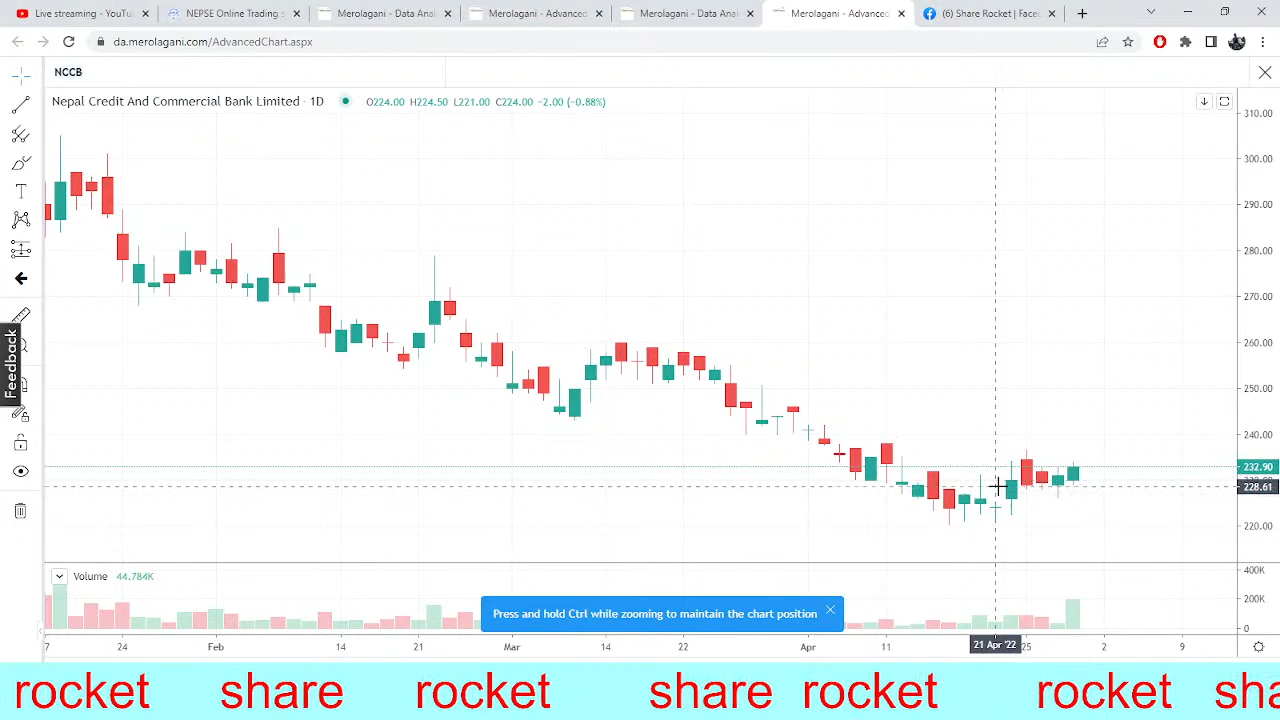 Live streaming - YouTu
NEPSE Online Trading s
Merolagani - Data Anal
Merolagani - Advanced
Merolagani - Data Anal
Merolagani - Advanced
(6) Share Rocket | Face
da.merolagani.com/AdvancedChart.aspx
NCCB
Nepal Credit And Commercial Bank Limited · 1D O224.00 H224.50 L221.00 C224.00 −2.00 (−0.88%)
310.00
300.00
290.00
280.00
270.00
260.00
250.00
240.00
232.90
228.61
220.00
Feedback
Volume 44.784K
400K
200K
0
Press and hold Ctrl while zooming to maintain the chart position
7 24 Feb 14 21 Mar 14 22 Apr 11 21 Apr '22 25 2 9
rocket share rocket share rocket rocket sha